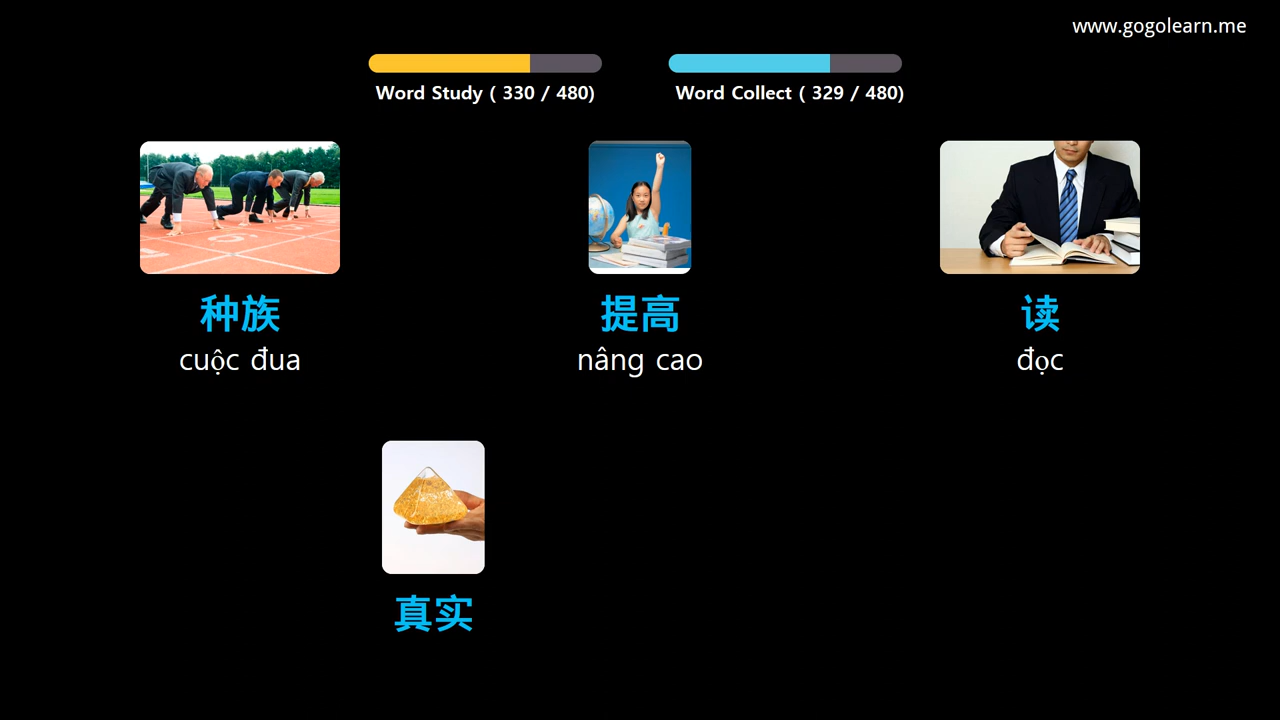 www.gogolearn.me
Word Study ( 330 / 480)
Word Collect ( 329 / 480)
种族
cuộc đua
提高
nâng cao
读
đọc
真实